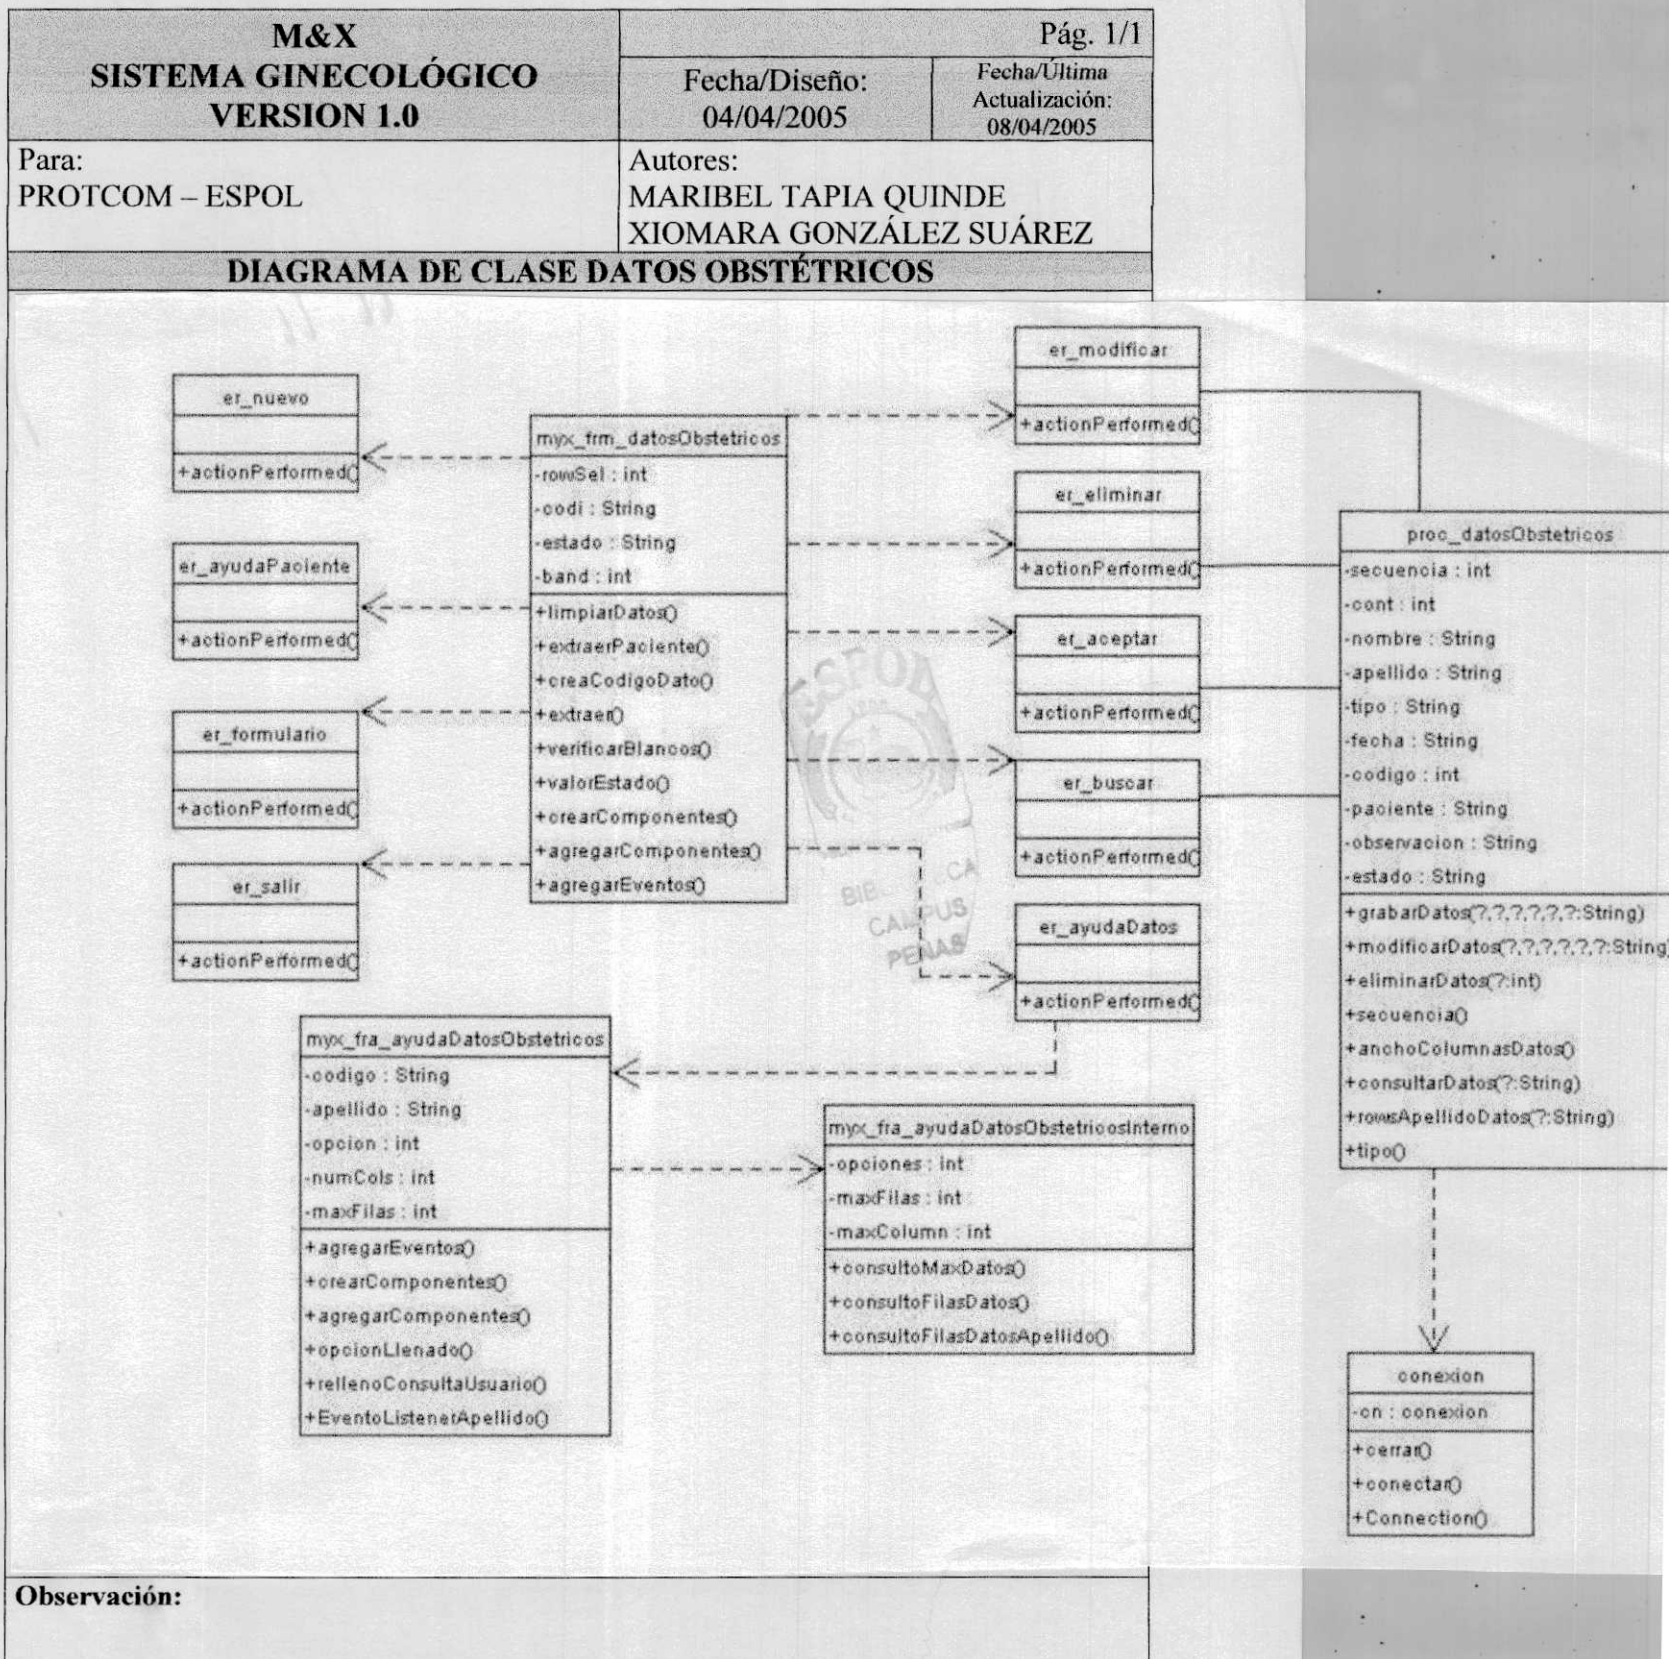 M&X
SISTEMA GINECOLÓGICO
VERSION 1.0
Pág. 1/1
Fecha/Diseño:
04/04/2005
Fecha/Última
Actualización:
08/04/2005
Para:
PROTCOM – ESPOL
Autores:
MARIBEL TAPIA QUINDE
XIOMARA GONZÁLEZ SUÁREZ
DIAGRAMA DE CLASE DATOS OBSTÉTRICOS
er_nuevo
+actionPerformed()
er_ayudaPaciente
+actionPerformed()
er_formulario
+actionPerformed()
er_salir
+actionPerformed()
myx_frm_datosObstetricos
-rowSel : int
-codi : String
-estado : String
-band : int
+limpiarDatos()
+extraerPaciente()
+creaCodigoDato()
+extraer()
+verificarBlancos()
+valorEstado()
+crearComponentes()
+agregarComponentes()
+agregarEventos()
er_modificar
+actionPerformed()
er_eliminar
+actionPerformed()
er_aceptar
+actionPerformed()
er_buscar
+actionPerformed()
er_ayudaDatos
+actionPerformed()
proc_datosObstetricos
-secuencia : int
-cont : int
-nombre : String
-apellido : String
-tipo : String
-fecha : String
-codigo : int
-paciente : String
-observacion : String
-estado : String
+grabarDatos(?,?,?,?,?,?:String)
+modificarDatos(?,?,?,?,?,?:String)
+eliminarDatos(?:int)
+secuencia()
+anchoColumnasDatos()
+consultarDatos(?:String)
+rowsApellidoDatos(?:String)
+tipo()
ESPOL
CAMPUS
PEÑAS
myx_fra_ayudaDatosObstetricos
-codigo : String
-apellido : String
-opcion : int
-numCols : int
-maxFilas : int
+agregarEventos()
+crearComponentes()
+agregarComponentes()
+opcionLlenado()
+rellenoConsultaUsuario()
+EventoListenerApellido()
myx_fra_ayudaDatosObstetricosInterno
-opciones : int
-maxFilas : int
-maxColumn : int
+consultoMaxDatos()
+consultoFilasDatos()
+consultoFilasDatosApellido()
conexion
-cn : conexion
+cerrar()
+conectar()
+Connection()
Observación: